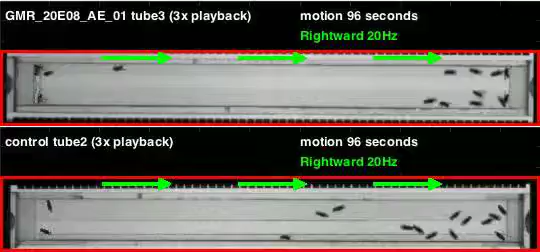 GMR_20E08_AE_01 tube3 (3x playback)
motion 96 seconds
Rightward 20Hz
control tube2 (3x playback)
motion 96 seconds
Rightward 20Hz